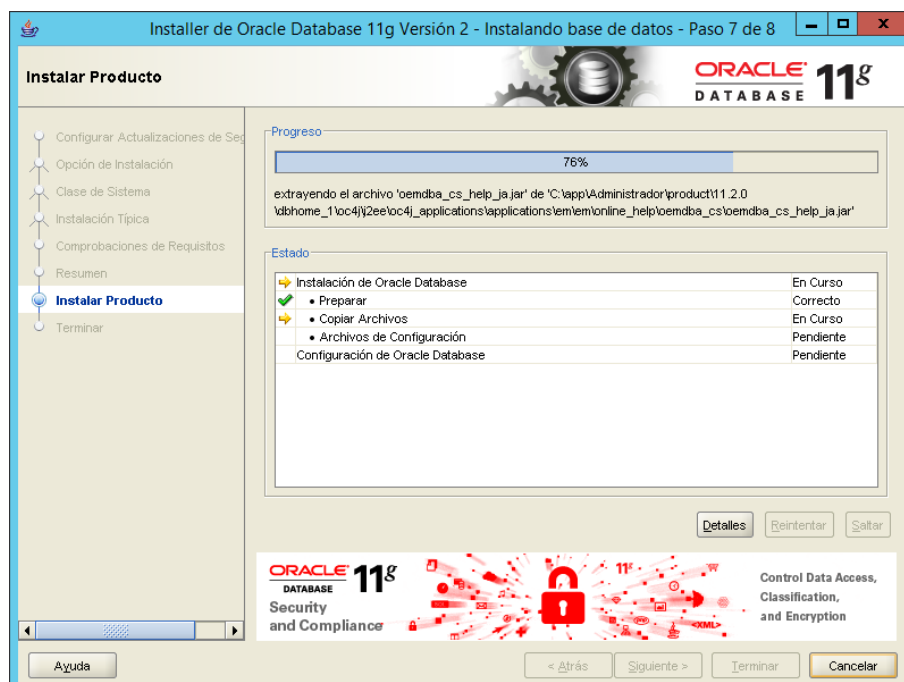 Installer de Oracle Database 11g Versión 2 - Instalando base de datos - Paso 7 de 8
Instalar Producto
ORACLE 11g
DATABASE
Configurar Actualizaciones de Seg
Opción de Instalación
Clase de Sistema
Instalación Típica
Comprobaciones de Requisitos
Resumen
Instalar Producto
Terminar
Progreso
76%
extrayendo el archivo 'oemdba_cs_help_ja.jar' de 'C:\app\Administrador\product\11.2.0
\dbhome_1\oc4j\j2ee\oc4j_applications\applications\em\em\online_help\oemdba_cs\oemdba_cs_help_ja.jar'
Estado
Instalación de Oracle Database En Curso
• Preparar Correcto
• Copiar Archivos En Curso
• Archivos de Configuración Pendiente
Configuración de Oracle Database Pendiente
Detalles Reintentar Saltar
ORACLE 11g
DATABASE
Security
and Compliance
11g
<XML>
Control Data Access,
Classification,
and Encryption
Ayuda < Atrás Siguiente > Terminar Cancelar